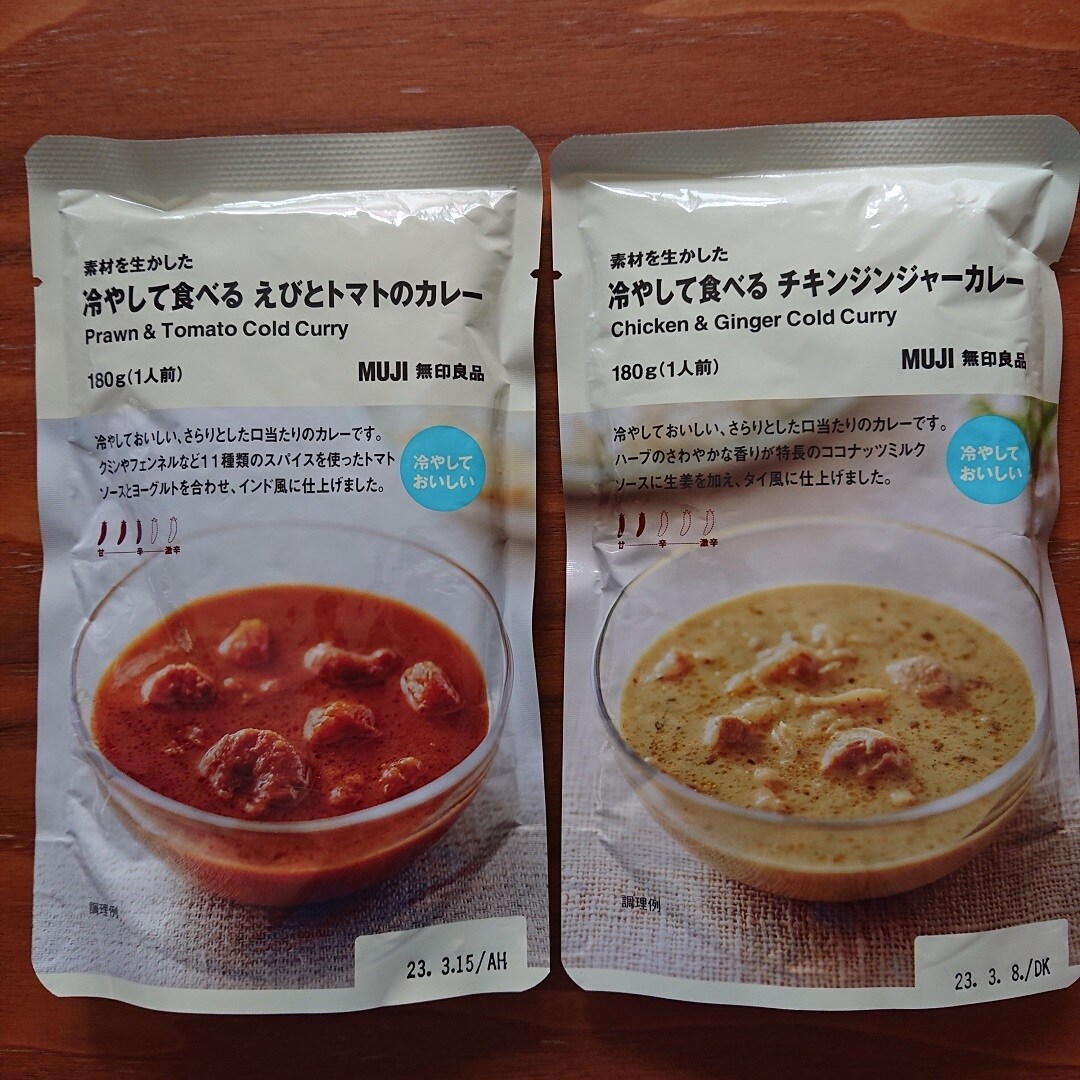 素材を生かした
冷やして食べる えびとトマトのカレー
Prawn & Tomato Cold Curry
180g(1人前)
MUJI 無印良品
冷やしておいしい、さらりとした口当たりのカレーです。
クミンやフェンネルなど11種類のスパイスを使ったトマト
ソースとヨーグルトを合わせ、インド風に仕上げました。
冷やして
おいしい
甘 辛 激辛
調理例
23. 3.15/AH
素材を生かした
冷やして食べる チキンジンジャーカレー
Chicken & Ginger Cold Curry
180g(1人前)
MUJI 無印良品
冷やしておいしい、さらりとした口当たりのカレーです。
ハーブのさわやかな香りが特長のココナッツミルク
ソースに生姜を加え、タイ風に仕上げました。
冷やして
おいしい
甘 辛 激辛
調理例
23. 3. 8./DK